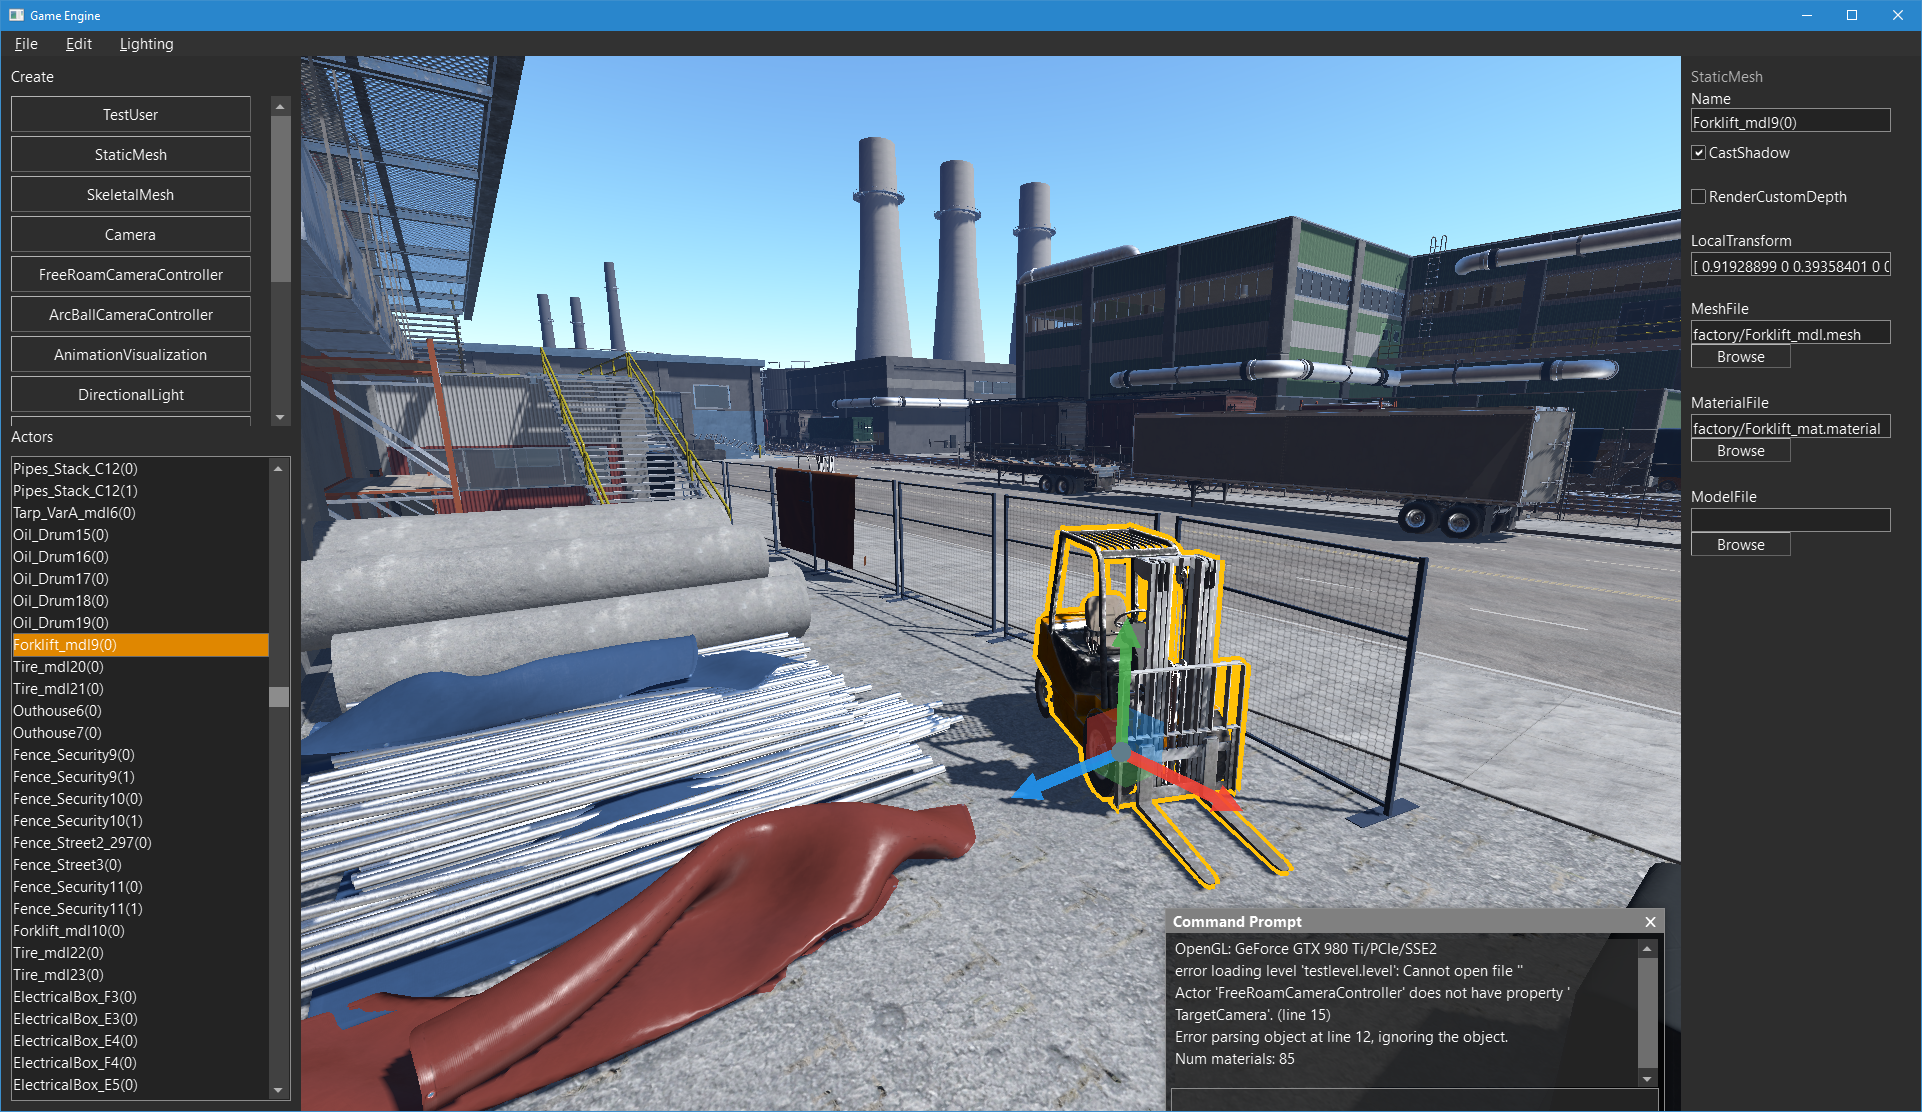 Game Engine
File Edit Lighting
Create
TestUser
StaticMesh
SkeletalMesh
Camera
FreeRoamCameraController
ArcBallCameraController
AnimationVisualization
DirectionalLight
Actors
Pipes_Stack_C12(0)
Pipes_Stack_C12(1)
Tarp_VarA_mdl6(0)
Oil_Drum15(0)
Oil_Drum16(0)
Oil_Drum17(0)
Oil_Drum18(0)
Oil_Drum19(0)
Forklift_mdl9(0)
Tire_mdl20(0)
Tire_mdl21(0)
Outhouse6(0)
Outhouse7(0)
Fence_Security9(0)
Fence_Security9(1)
Fence_Security10(0)
Fence_Security10(1)
Fence_Street2_297(0)
Fence_Street3(0)
Fence_Security11(0)
Fence_Security11(1)
Forklift_mdl10(0)
Tire_mdl22(0)
Tire_mdl23(0)
ElectricalBox_F3(0)
ElectricalBox_E3(0)
ElectricalBox_E4(0)
ElectricalBox_F4(0)
ElectricalBox_E5(0)
Command Prompt
OpenGL: GeForce GTX 980 Ti/PCIe/SSE2
error loading level 'testlevel.level': Cannot open file ''
Actor 'FreeRoamCameraController' does not have property '
TargetCamera'. (line 15)
Error parsing object at line 12, ignoring the object.
Num materials: 85
StaticMesh
Name
Forklift_mdl9(0)
CastShadow
RenderCustomDepth
LocalTransform
[ 0.91928899 0 0.39358401 0 0
MeshFile
factory/Forklift_mdl.mesh
Browse
MaterialFile
factory/Forklift_mat.material
Browse
ModelFile
Browse